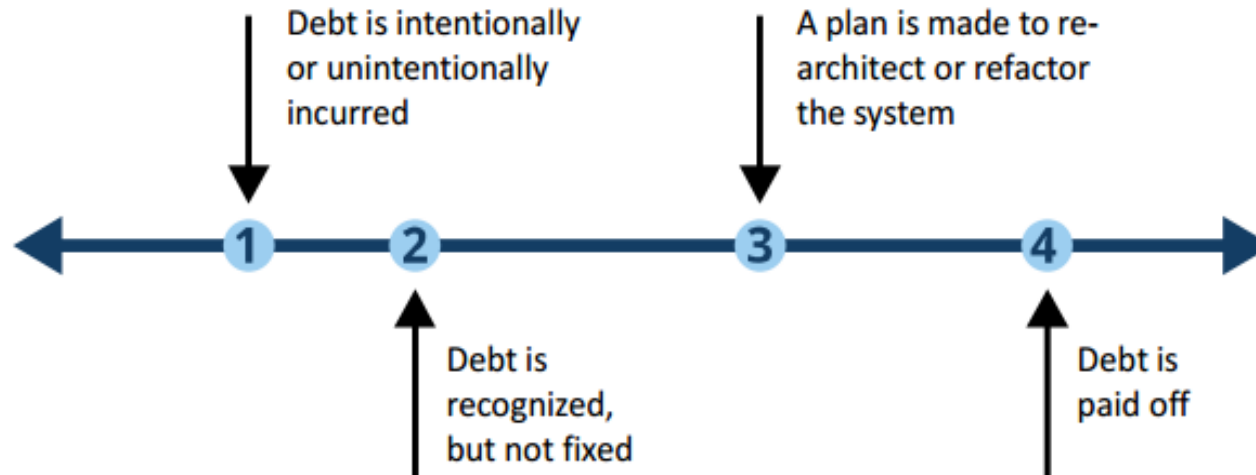 Debt is intentionally
or unintentionally
incurred
A plan is made to re-
architect or refactor
the system
1
2
3
4
Debt is
recognized,
but not fixed
Debt is
paid off